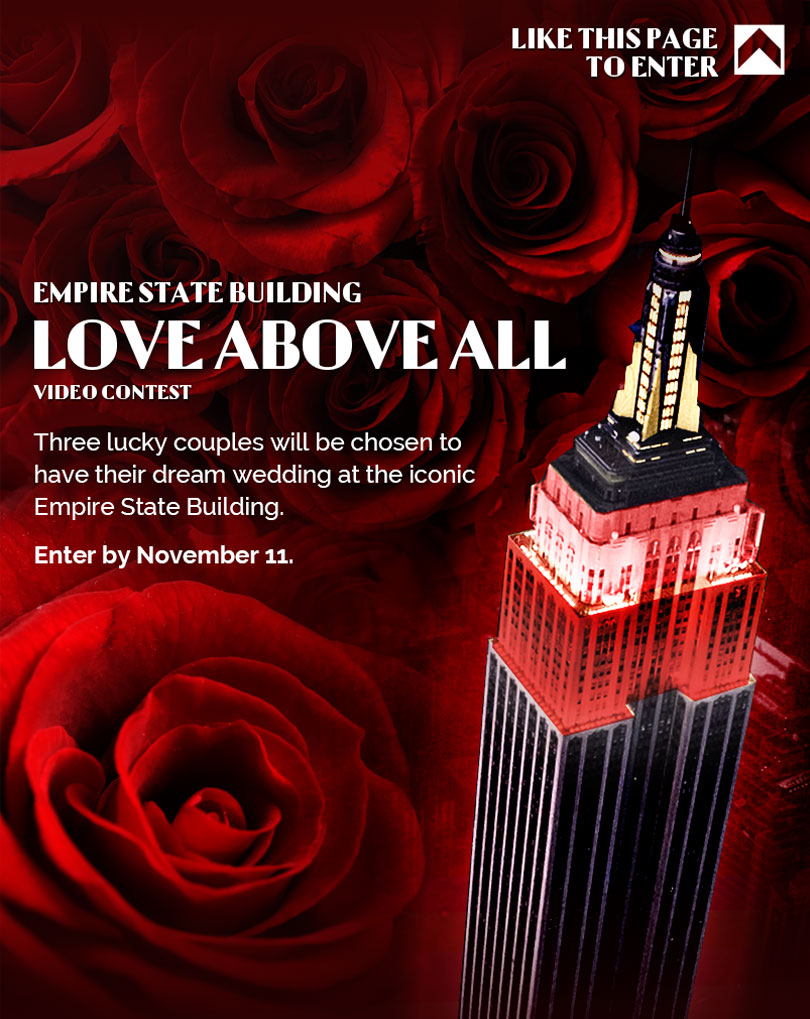 LIKE THIS PAGE
TO ENTER
EMPIRE STATE BUILDING
LOVE ABOVE ALL
VIDEO CONTEST
Three lucky couples will be chosen to
have their dream wedding at the iconic
Empire State Building.
Enter by November 11.